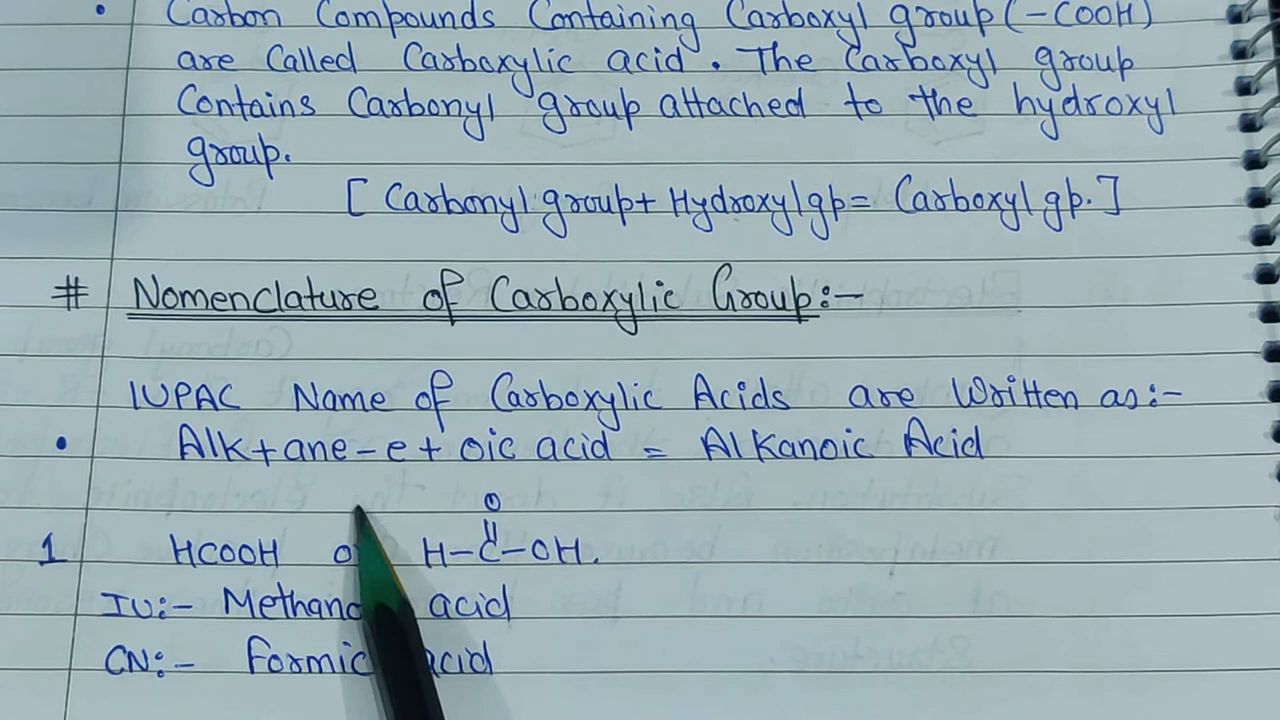 • Carbon Compounds Containing Carboxyl group (-COOH)
are Called Carboxylic acid. The Carboxyl group
Contains Carbonyl group attached to the hydroxyl
group.
[ Carbonyl group + Hydroxyl gp = Carboxyl gp. ]
# Nomenclature of Carboxylic Group:-
IUPAC Name of Carboxylic Acids are Written as:-
• Alk + ane - e + oic acid = Alkanoic Acid
O
||
1 HCOOH o H-C-OH.
IU:- Methano acid
CN:- Formic acid